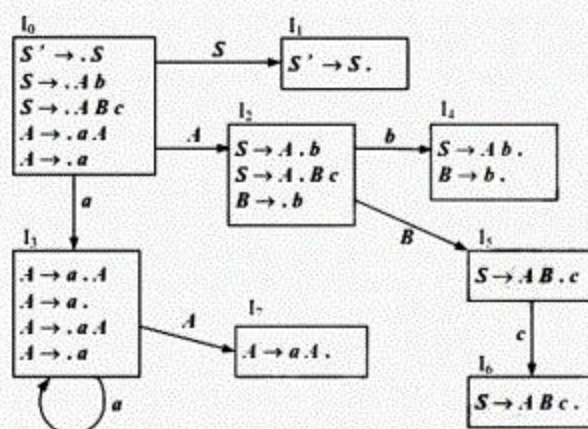 I0
S' → . S
S → . A b
S → . A B c
A → . a A
A → . a
S
I1
S' → S .
A
I2
S → A . b
S → A . B c
B → . b
b
I4
S → A b .
B → b .
a
B
I3
A → a . A
A → a .
A → . a A
A → . a
I5
S → A B . c
A
I7
A → a A .
c
a
I6
S → A B c .